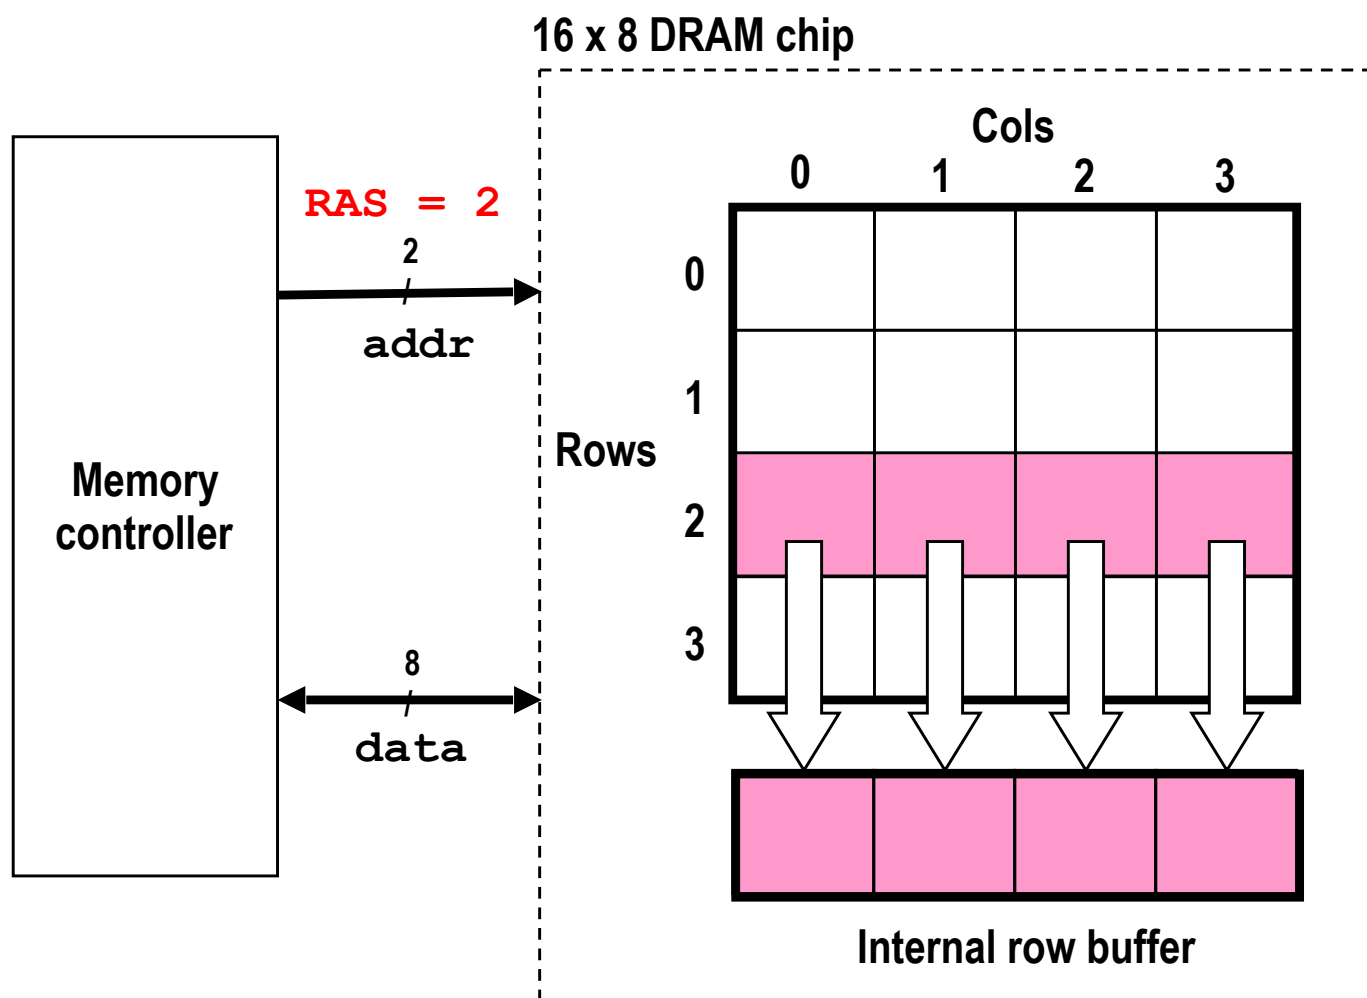 16 x 8 DRAM chip
Cols
0 1 2 3
RAS = 2
2
addr
0
1
Rows
2
3
Memory
controller
8
data
Internal row buffer